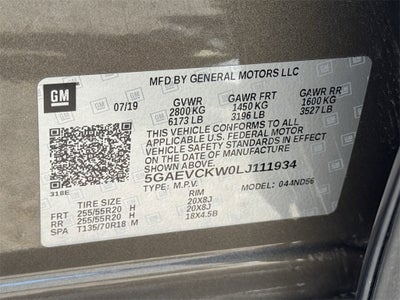 GM
MFD BY GENERAL MOTORS LLC
07/19 GVWR GAWR FRT GAWR RR
2800 KG 1450 KG 1600 KG
6173 LB 3196 LB 3527 LB
THIS VEHICLE CONFORMS TO ALL
APPLICABLE U.S. FEDERAL MOTOR
VEHICLE SAFETY STANDARDS IN EFFECT
ON THE DATE OF MANUFACTURE SHOWN ABOVE.
5GAEVCKW0LJ111934
318E TYPE: M.P.V. MODEL: 044ND56
TIRE SIZE RIM
FRT 255/55R20 H 20X8J
RR 255/55R20 H 20X8J
SPA T135/70R18 M 18X4.5B